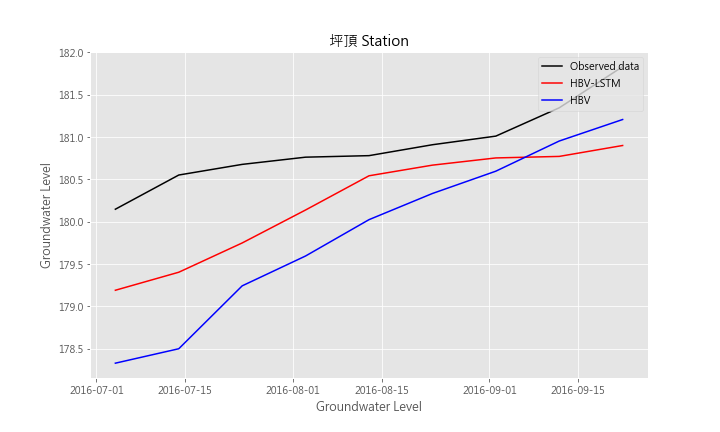 坪頂 Station
182.0
181.5
181.0
180.5
180.0
179.5
179.0
178.5
Groundwater Level
Observed data
HBV-LSTM
HBV
2016-07-01 2016-07-15 2016-08-01 2016-08-15 2016-09-01 2016-09-15
Groundwater Level